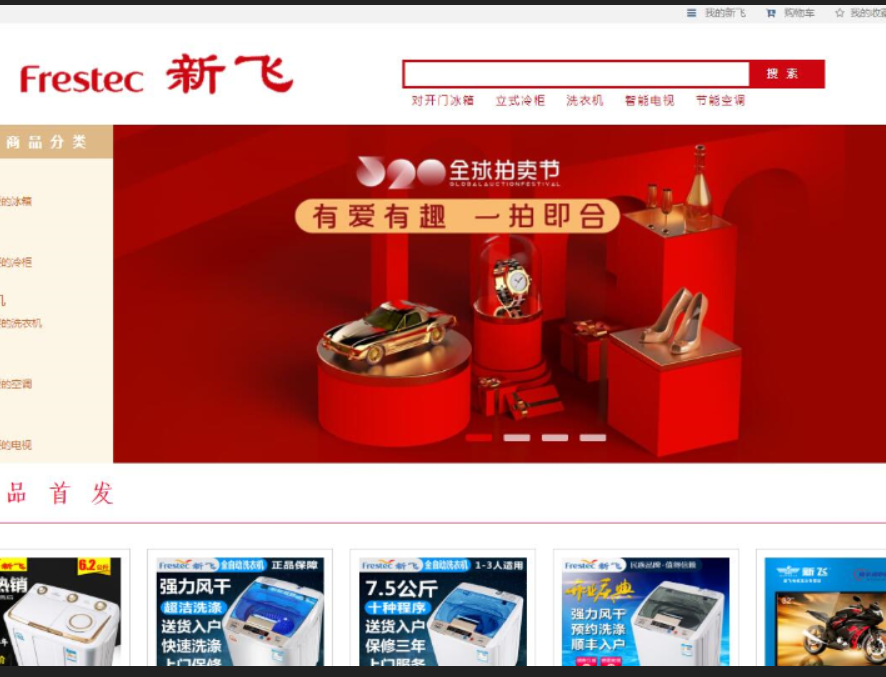 我的新飞 购物车 我的收藏
Frestec 新飞
搜 索
对开门冰箱 立式冷柜 洗衣机 智能电视 节能空调
商品分类
的冰箱
的冷柜
机
的洗衣机
的空调
的电视
520 全球拍卖节
GLOBALAUCTIONFESTIVAL
有爱有趣 一拍即合
品首发
新飞 6.2公斤
热销
Frestec 新飞 全自动洗衣机 正品保障
强力风干
超洁洗涤
送货入户
快速洗涤
上门保修
Frestec 新飞 全自动洗衣机 1-3人适用
7.5公斤
十种程序
送货入户
保修三年
上门服务
Frestec 新飞 民族品牌·值得信赖
强力风干
预约洗涤
顺丰入户
新飞